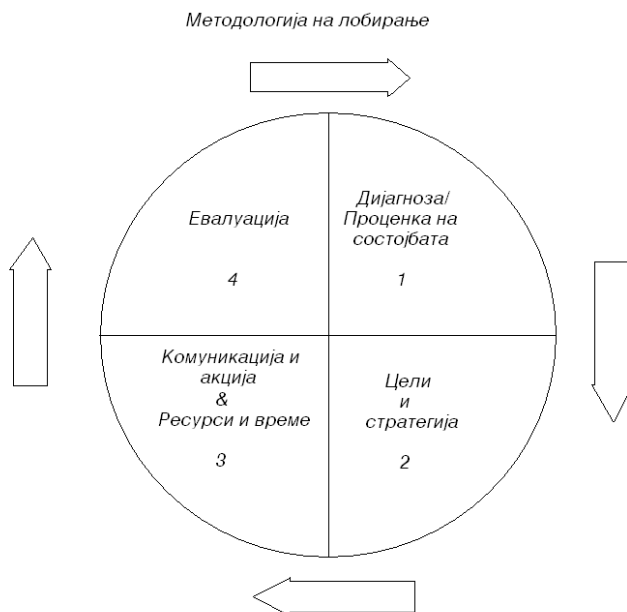 Методологија на лобирање
Евалуација
4
Дијагноза/
Проценка на
состојбата
1
Комуникација и
акција
&
Ресурси и време
3
Цели
и
стратегија
2